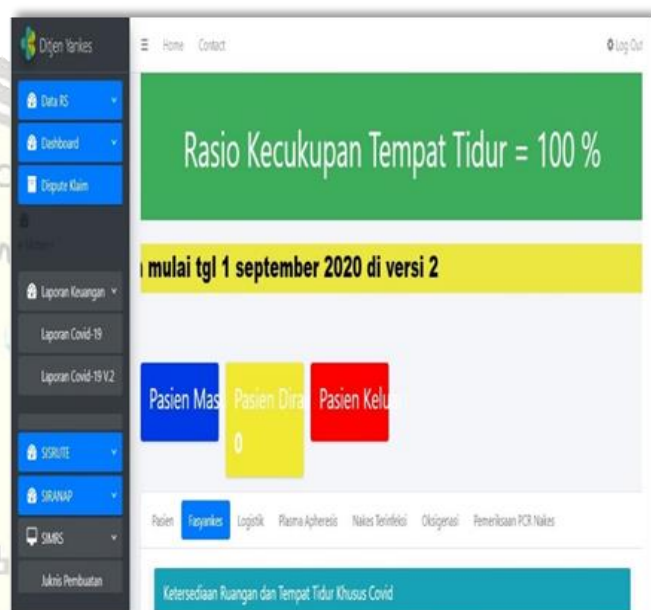 Ditjen Yankes
Home Contact
Log Out
Data RS
Dashboard
Dispute Klaim
Laporan Keuangan
Laporan Covid-19
Laporan Covid-19 V.2
SISRUTE
SIRANAP
SIMRS
Juknis Pembuatan
Rasio Kecukupan Tempat Tidur = 100 %
mulai tgl 1 september 2020 di versi 2
Pasien Mas
Pasien Dira
0
Pasien Kelu
Pasien Fasyankes Logistik Plasma Apheresis Nakes Terinfeksi Oksigenasi Pemeriksaan PCR Nakes
Ketersediaan Ruangan dan Tempat Tidur Khusus Covid